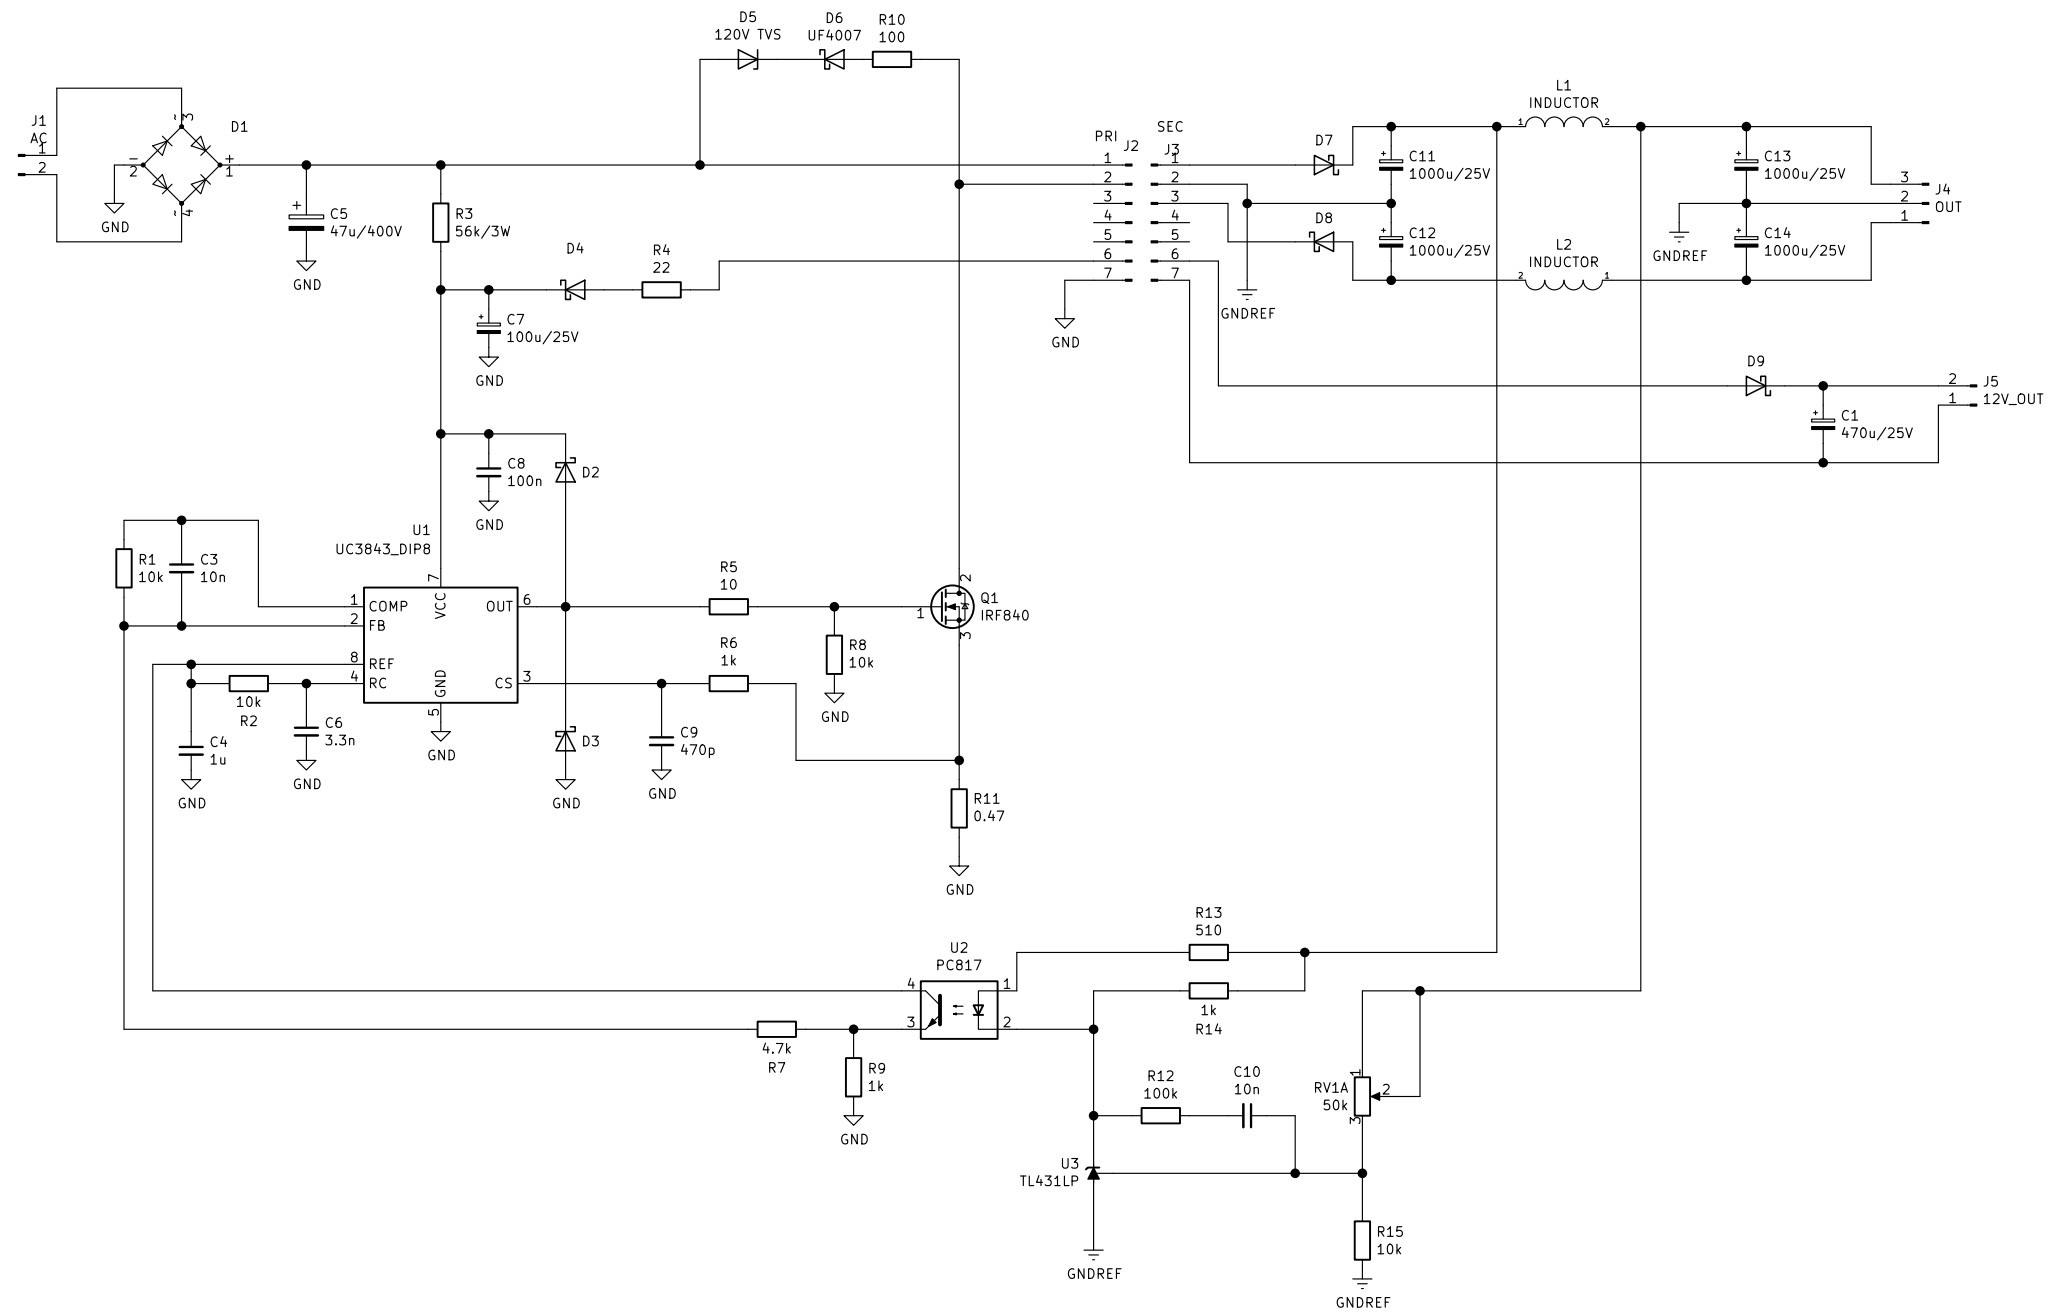 D5
120V TVS
D6
UF4007
R10
100
J1
AC
1
2
~
3
D1
−
2
+
1
~
4
GND
+
C5
47u/400V
GND
R3
56k/3W
D4
R4
22
+
C7
100u/25V
GND
PRI
J2
1
2
3
4
5
6
7
GND
SEC
J3
1
2
3
4
5
6
7
GNDREF
D7
D8
+
C11
1000u/25V
+
C12
1000u/25V
L1
INDUCTOR
1
2
L2
INDUCTOR
2
1
+
C13
1000u/25V
+
C14
1000u/25V
GNDREF
3
2
1
J4
OUT
D9
2
1
J5
12V_OUT
+
C1
470u/25V
C8
100n
GND
D2
U1
UC3843_DIP8
R1
10k
C3
10n
7
VCC
1
COMP
2
FB
8
REF
4
RC
OUT
6
CS
3
GND
5
GND
10k
R2
C4
1u
GND
C6
3.3n
GND
D3
GND
R5
10
R6
1k
R8
10k
GND
C9
470p
GND
1
2
3
Q1
IRF840
R11
0.47
GND
R13
510
U2
PC817
4
3
1
2
1k
R14
4.7k
R7
R9
1k
GND
R12
100k
C10
10n
RV1A
50k
1
2
3
U3
TL431LP
GNDREF
R15
10k
GNDREF